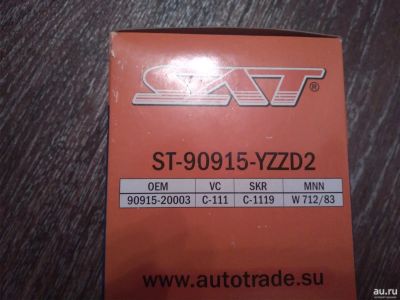 SAT®
ST-90915-YZZD2
OEM VC SKR MNN
90915-20003 C-111 C-1119 W 712/83
www.autotrade.su
au.ru